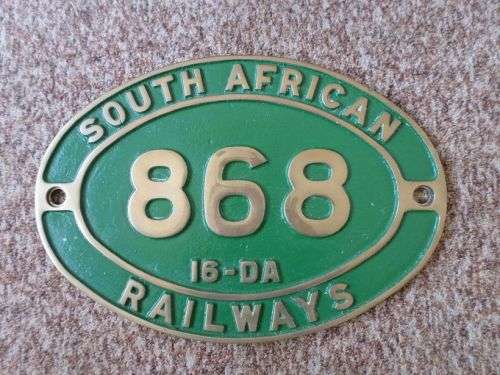 SOUTH AFRICAN
868
16-DA
RAILWAYS